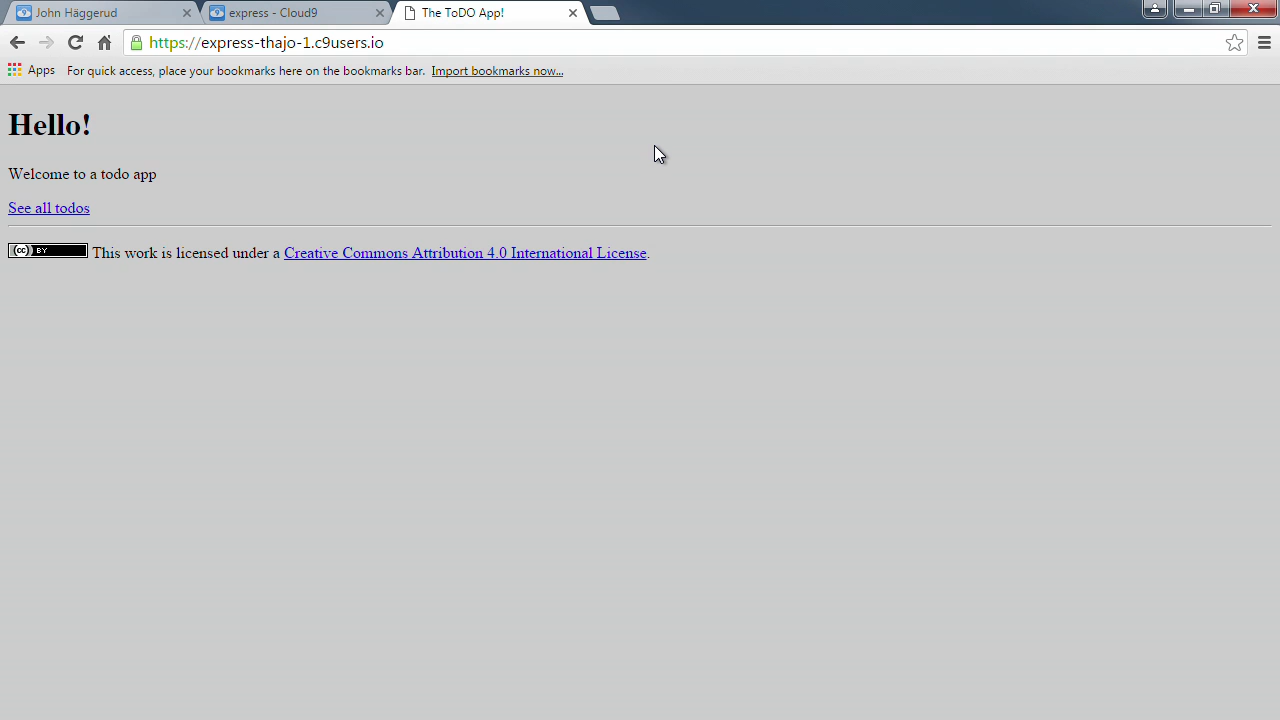 John Häggerud
express - Cloud9
The ToDO App!
https://express-thajo-1.c9users.io
Apps
For quick access, place your bookmarks here on the bookmarks bar. Import bookmarks now...
Hello!
Welcome to a todo app
See all todos
cc BY This work is licensed under a Creative Commons Attribution 4.0 International License.